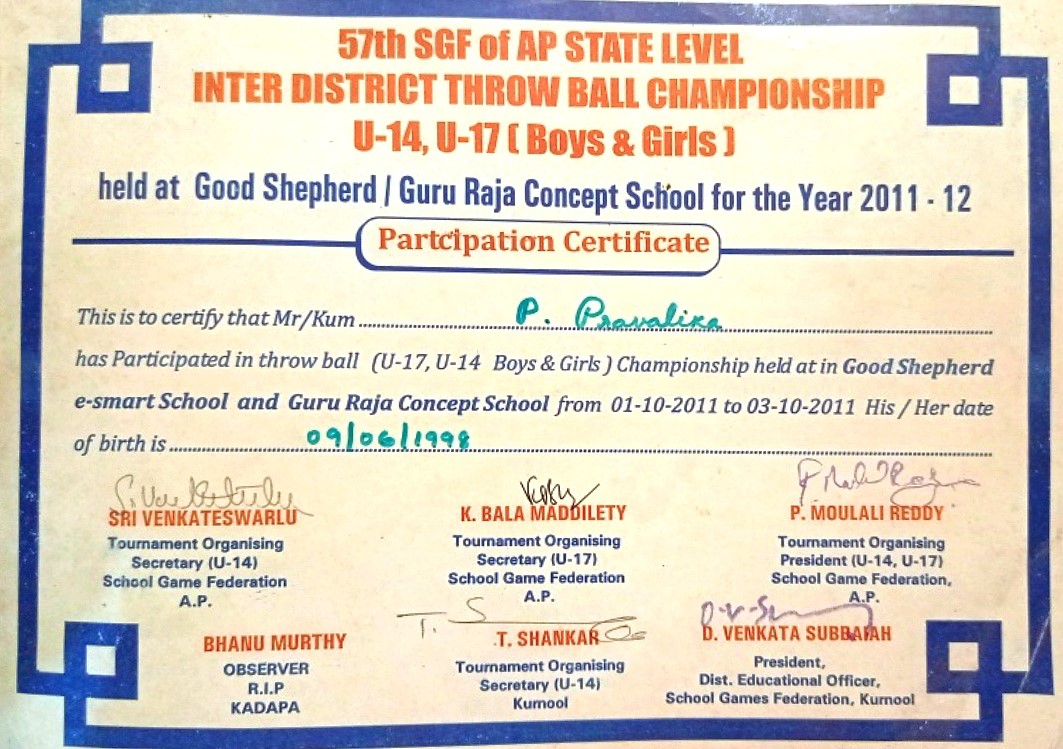 57th SGF of AP STATE LEVEL
INTER DISTRICT THROW BALL CHAMPIONSHIP
U-14, U-17 ( Boys & Girls )
held at Good Shepherd / Guru Raja Concept School for the Year 2011 - 12
Partcipation Certificate
This is to certify that Mr/Kum P. Pravalika
has Participated in throw ball (U-17, U-14 Boys & Girls ) Championship held at in Good Shepherd
e-smart School and Guru Raja Concept School from 01-10-2011 to 03-10-2011 His / Her date
of birth is 09/06/1998
SRI VENKATESWARLU
Tournament Organising
Secretary (U-14)
School Game Federation
A.P.
K. BALA MADDILETY
Tournament Organising
Secretary (U-17)
School Game Federation
A.P.
P. MOULALI REDDY
Tournament Organising
President (U-14, U-17)
School Game Federation,
A.P.
BHANU MURTHY
OBSERVER
R.I.P
KADAPA
T. SHANKAR
Tournament Organising
Secretary (U-14)
Kurnool
D. VENKATA SUBBAIAH
President,
Dist. Educational Officer,
School Games Federation, Kurnool